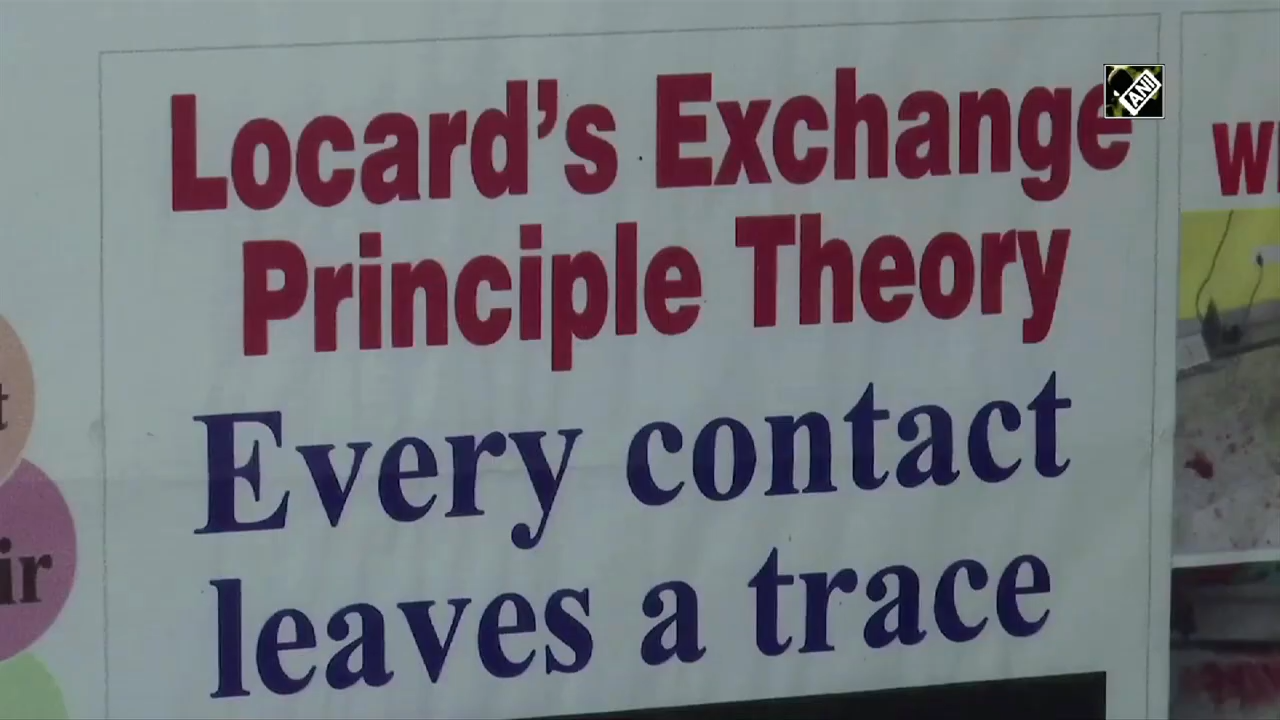 Locard's Exchange
Principle Theory
Every contact
leaves a trace
ANI